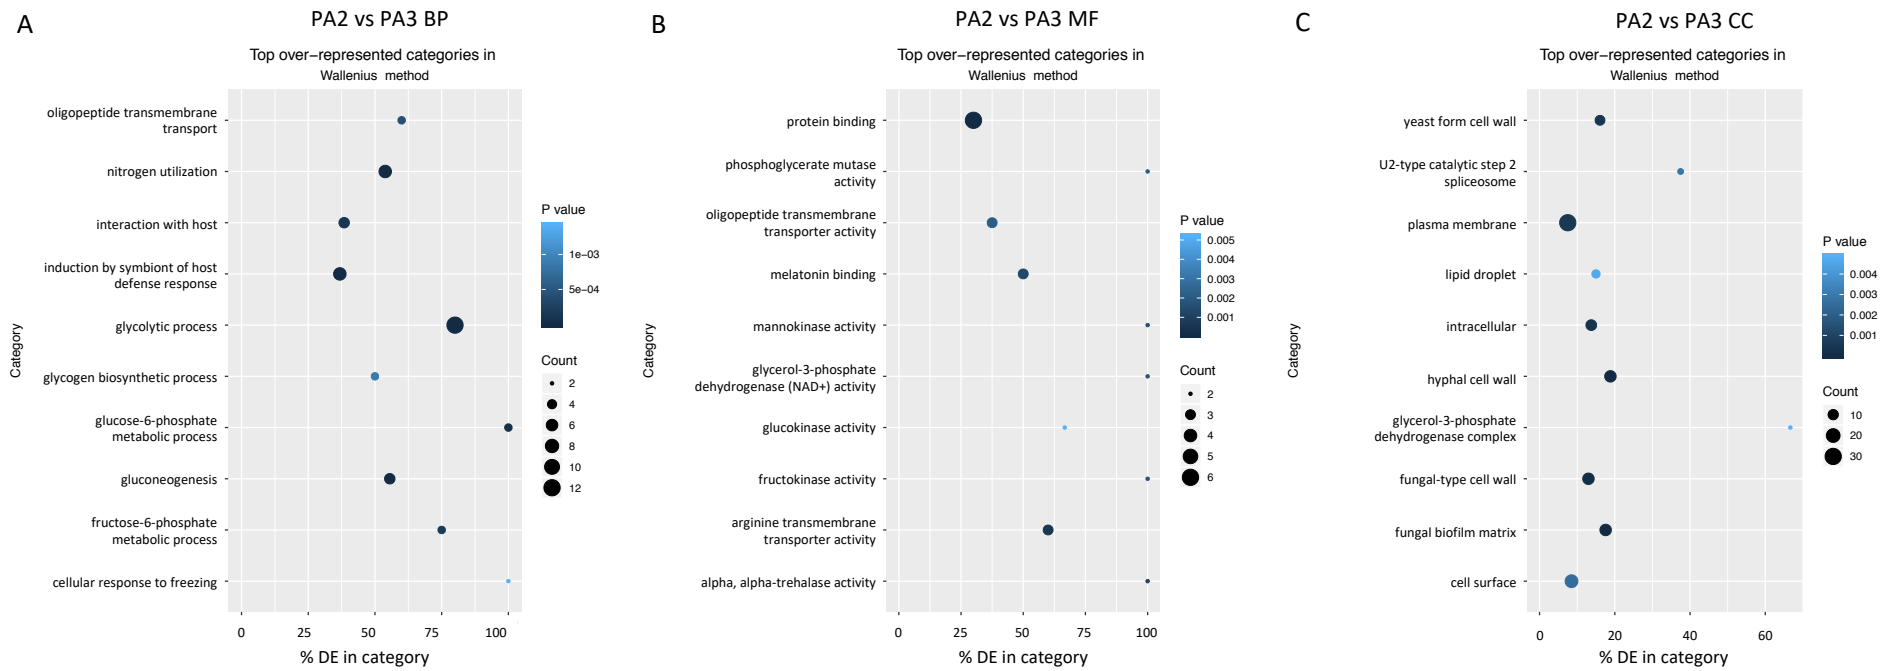 A
PA2 vs PA3 BP
Top over−represented categories in
Wallenius method
oligopeptide transmembrane
transport
nitrogen utilization
interaction with host
induction by symbiont of host
defense response
glycolytic process
glycogen biosynthetic process
glucose-6-phosphate
metabolic process
gluconeogenesis
fructose-6-phosphate
metabolic process
cellular response to freezing
Category
0 25 50 75 100
% DE in category
P value
1e−03
5e−04
Count
2
4
6
8
10
12
B
PA2 vs PA3 MF
Top over−represented categories in
Wallenius method
protein binding
phosphoglycerate mutase
activity
oligopeptide transmembrane
transporter activity
melatonin binding
mannokinase activity
glycerol-3-phosphate
dehydrogenase (NAD+) activity
glucokinase activity
fructokinase activity
arginine transmembrane
transporter activity
alpha, alpha-trehalase activity
Category
0 25 50 75 100
% DE in category
P value
0.005
0.004
0.003
0.002
0.001
Count
2
3
4
5
6
C
PA2 vs PA3 CC
Top over−represented categories in
Wallenius method
yeast form cell wall
U2-type catalytic step 2
spliceosome
plasma membrane
lipid droplet
intracellular
hyphal cell wall
glycerol-3-phosphate
dehydrogenase complex
fungal-type cell wall
fungal biofilm matrix
cell surface
Category
0 20 40 60
% DE in category
P value
0.004
0.003
0.002
0.001
Count
10
20
30